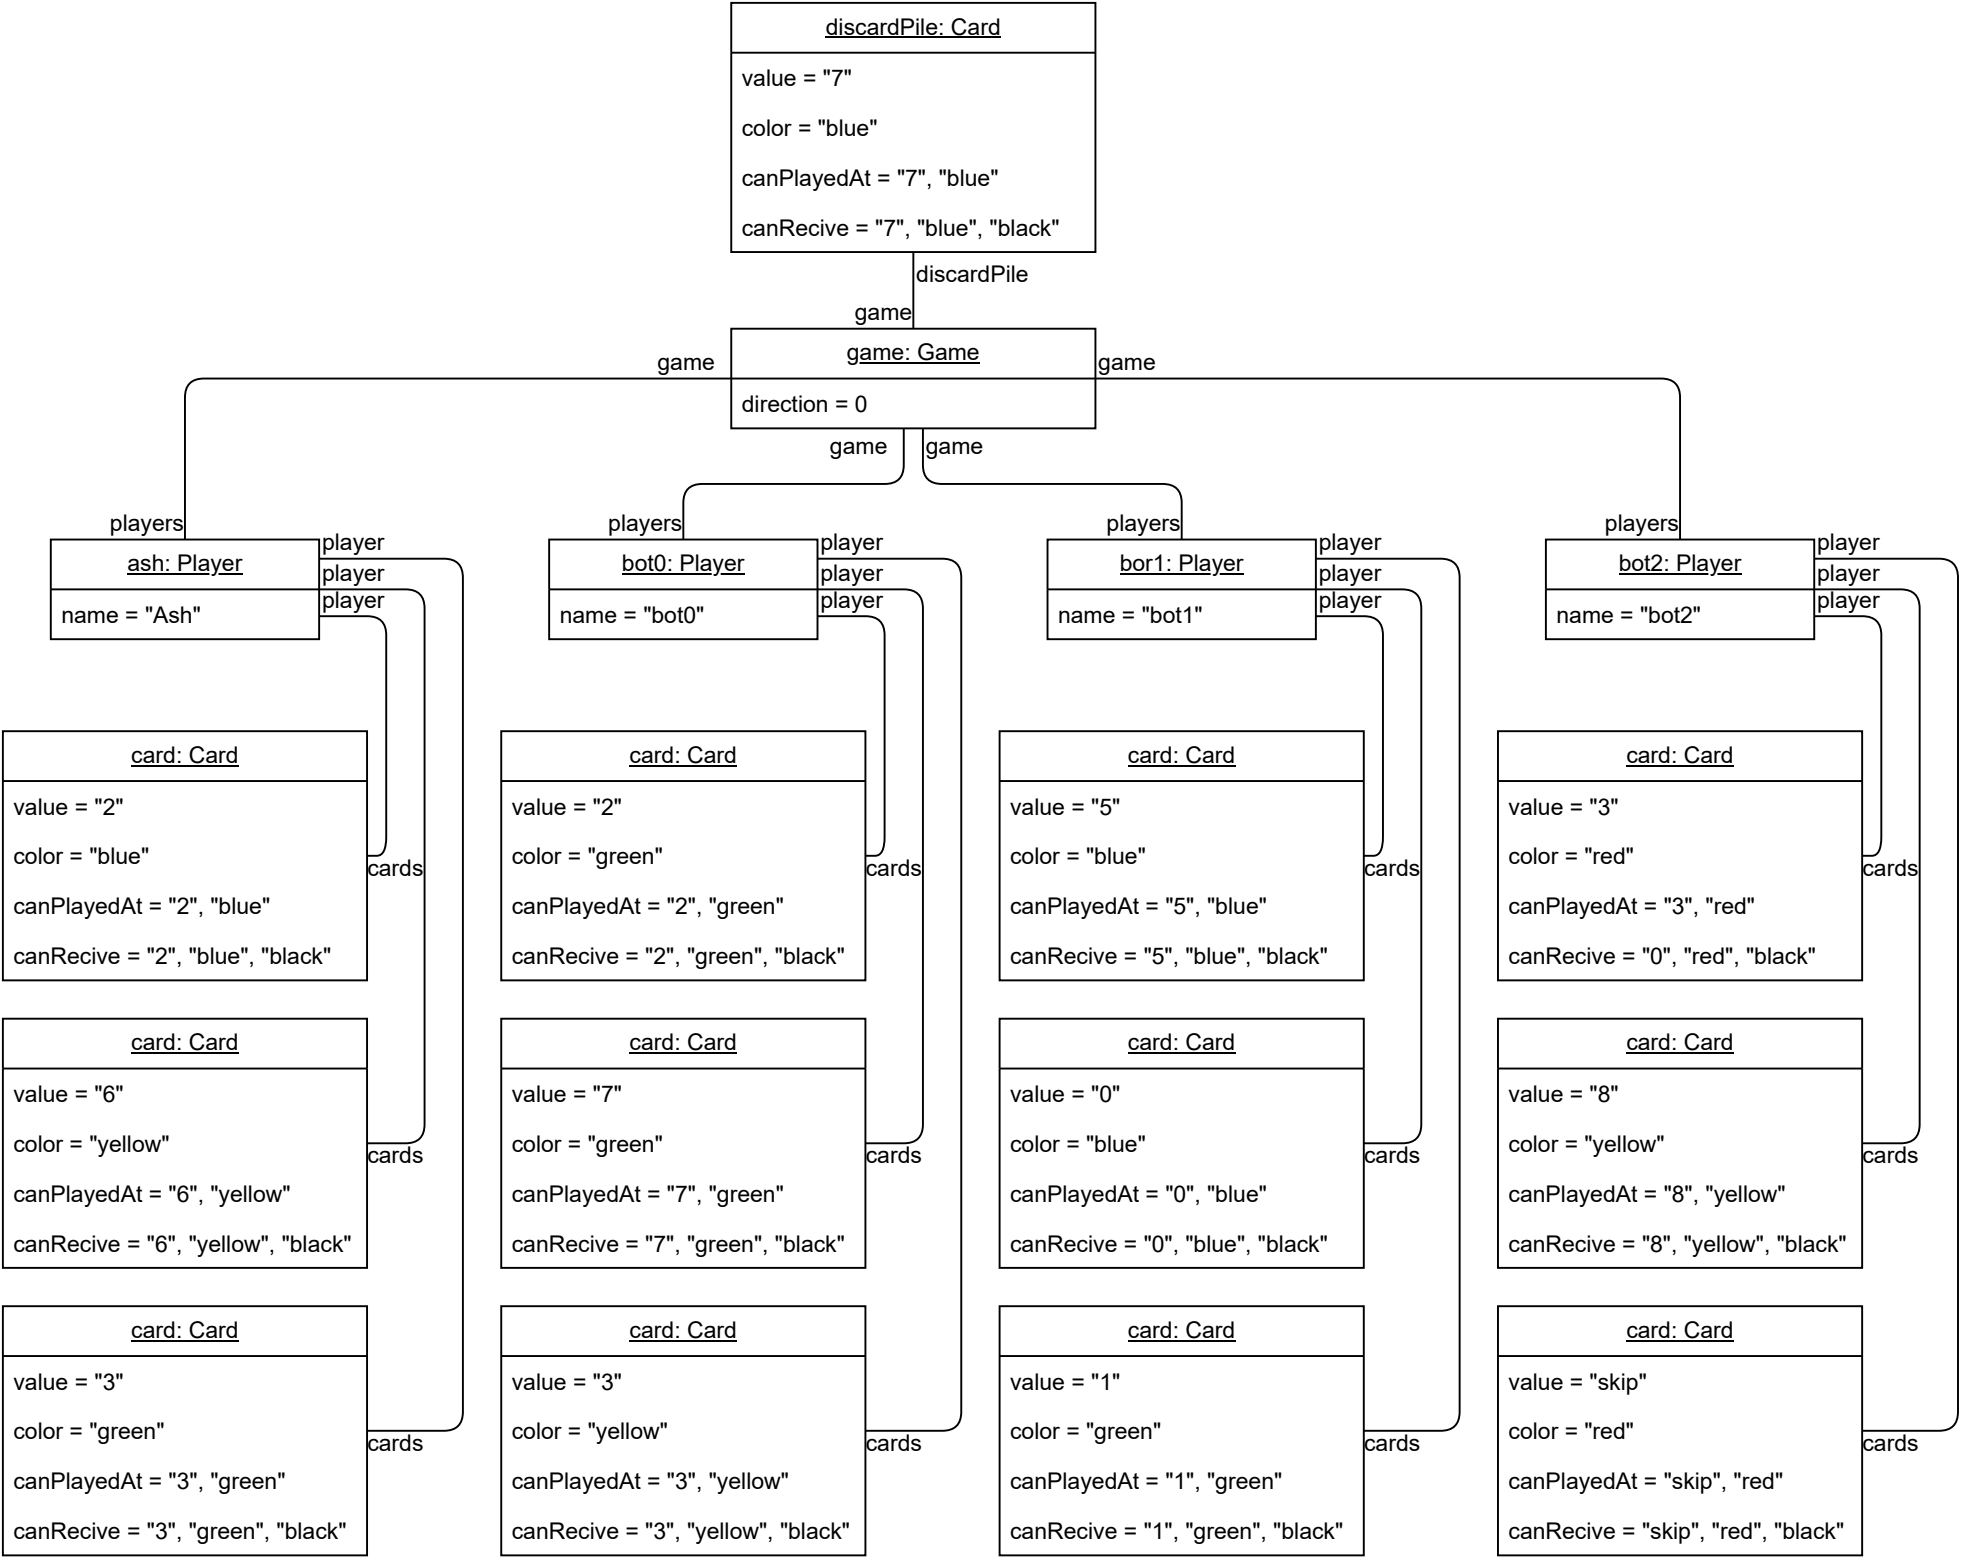 discardPile: Card
value = "7"
color = "blue"
canPlayedAt = "7", "blue"
canRecive = "7", "blue", "black"
discardPile
game
game: Game
direction = 0
game
game
game
game
players
players
players
players
ash: Player
name = "Ash"
player
player
player
bot0: Player
name = "bot0"
player
player
player
bor1: Player
name = "bot1"
player
player
player
bot2: Player
name = "bot2"
player
player
player
card: Card
value = "2"
color = "blue"
canPlayedAt = "2", "blue"
canRecive = "2", "blue", "black"
cards
card: Card
value = "2"
color = "green"
canPlayedAt = "2", "green"
canRecive = "2", "green", "black"
cards
card: Card
value = "5"
color = "blue"
canPlayedAt = "5", "blue"
canRecive = "5", "blue", "black"
cards
card: Card
value = "3"
color = "red"
canPlayedAt = "3", "red"
canRecive = "0", "red", "black"
cards
card: Card
value = "6"
color = "yellow"
canPlayedAt = "6", "yellow"
canRecive = "6", "yellow", "black"
cards
card: Card
value = "7"
color = "green"
canPlayedAt = "7", "green"
canRecive = "7", "green", "black"
cards
card: Card
value = "0"
color = "blue"
canPlayedAt = "0", "blue"
canRecive = "0", "blue", "black"
cards
card: Card
value = "8"
color = "yellow"
canPlayedAt = "8", "yellow"
canRecive = "8", "yellow", "black"
cards
card: Card
value = "3"
color = "green"
canPlayedAt = "3", "green"
canRecive = "3", "green", "black"
cards
card: Card
value = "3"
color = "yellow"
canPlayedAt = "3", "yellow"
canRecive = "3", "yellow", "black"
cards
card: Card
value = "1"
color = "green"
canPlayedAt = "1", "green"
canRecive = "1", "green", "black"
cards
card: Card
value = "skip"
color = "red"
canPlayedAt = "skip", "red"
canRecive = "skip", "red", "black"
cards